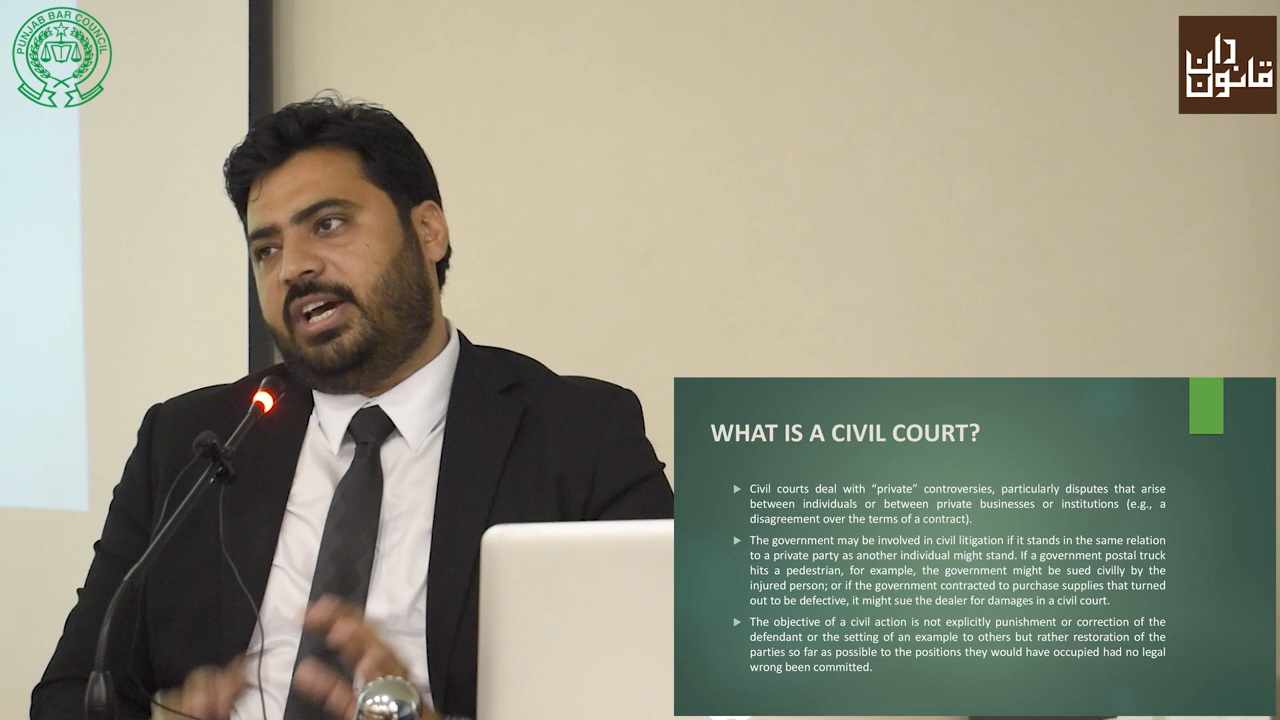 PUNJAB BAR COUNCIL
قانون دان
WHAT IS A CIVIL COURT?
Civil courts deal with “private” controversies, particularly disputes that arise
between individuals or between private businesses or institutions (e.g., a
disagreement over the terms of a contract).
The government may be involved in civil litigation if it stands in the same relation
to a private party as another individual might stand. If a government postal truck
hits a pedestrian, for example, the government might be sued civilly by the
injured person; or if the government contracted to purchase supplies that turned
out to be defective, it might sue the dealer for damages in a civil court.
The objective of a civil action is not explicitly punishment or correction of the
defendant or the setting of an example to others but rather restoration of the
parties so far as possible to the positions they would have occupied had no legal
wrong been committed.